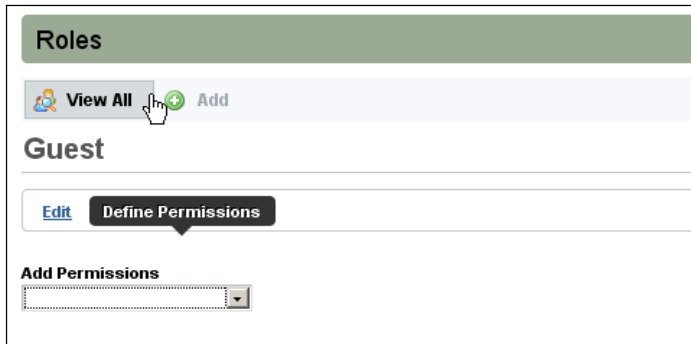 Roles
View All Add
Guest
Edit Define Permissions
Add Permissions